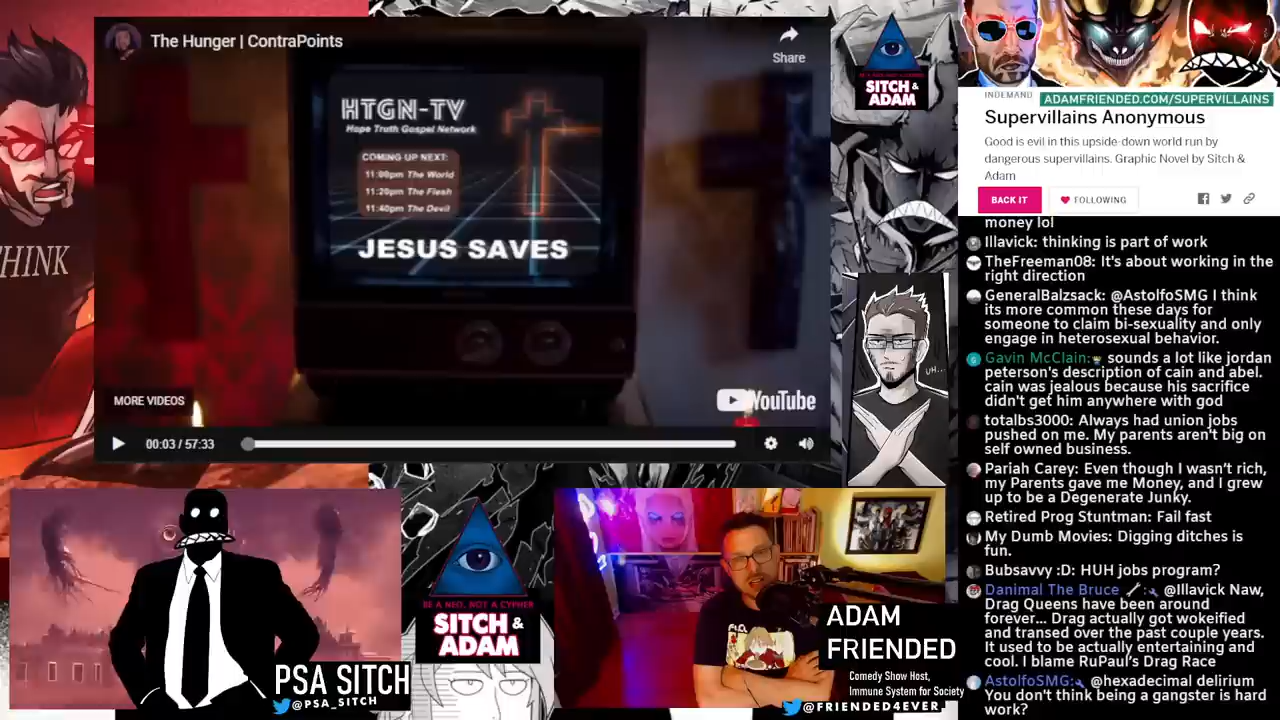 The Hunger | ContraPoints
Share
HTGN-TV
Hope Truth Gospel Network
COMING UP NEXT:
11:00pm The World
11:20pm The Flesh
11:40pm The Devil
JESUS SAVES
MORE VIDEOS
YouTube
00:03 / 57:33
THINK
SITCH &
ADAM
UH...
INDEMAND
ADAMFRIENDED.COM/SUPERVILLAINS
Supervillains Anonymous
Good is evil in this upside-down world run by
dangerous supervillains. Graphic Novel by Sitch &
Adam
BACK IT
FOLLOWING
money lol
Illavick: thinking is part of work
TheFreeman08: It's about working in the
right direction
GeneralBalzsack: @AstolfoSMG I think
its more common these days for
someone to claim bi-sexuality and only
engage in heterosexual behavior.
Gavin McClain: sounds a lot like jordan
peterson's description of cain and abel.
cain was jealous because his sacrifice
didn't get him anywhere with god
totalbs3000: Always had union jobs
pushed on me. My parents aren't big on
self owned business.
Pariah Carey: Even though I wasn't rich,
my Parents gave me Money, and I grew
up to be a Degenerate Junky.
Retired Prog Stuntman: Fail fast
My Dumb Movies: Digging ditches is
fun.
Bubsavvy :D: HUH jobs program?
Danimal The Bruce : @Illavick Naw,
Drag Queens have been around
forever... Drag actually got wokeified
and transed over the past couple years.
It used to be actually entertaining and
cool. I blame RuPaul's Drag Race
AstolfoSMG: @hexadecimal delirium
You don't think being a gangster is hard
work?
PSA SITCH
@PSA_SITCH
BE A NEO, NOT A CYPHER
SITCH &
ADAM
ADAM
FRIENDED
Comedy Show Host,
Immune System for Society
@FRIENDED4EVER